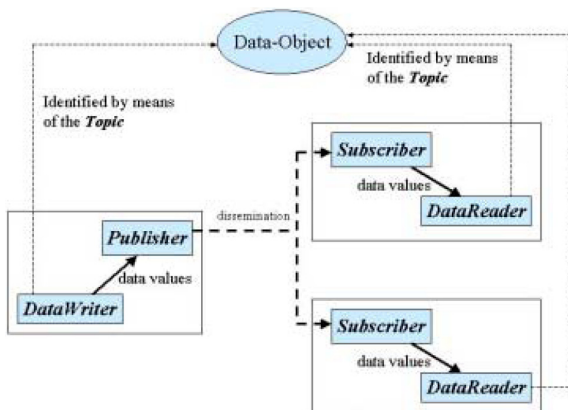 Data-Object
Identified by means
of the Topic
Identified by means
of the Topic
Subscriber
data values
DataReader
dissemination
Publisher
data values
DataWriter
Subscriber
data values
DataReader